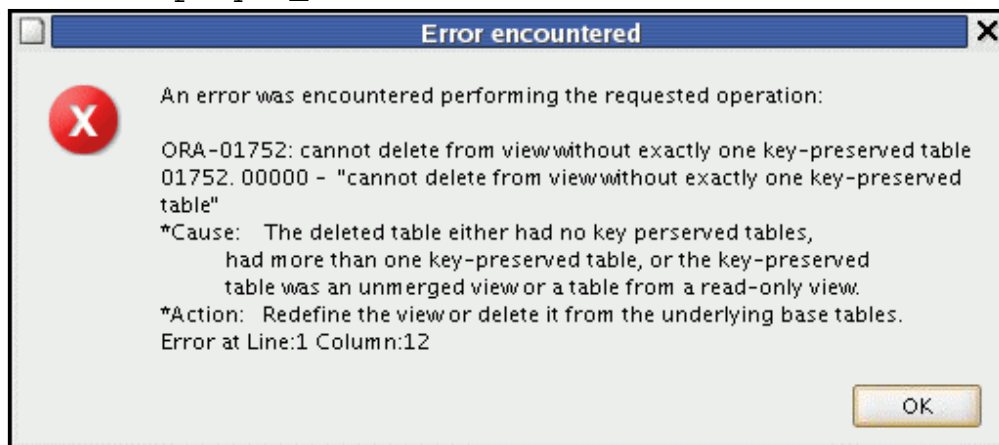 Error encountered
An error was encountered performing the requested operation:
ORA-01752: cannot delete from view without exactly one key-preserved table
01752. 00000 - "cannot delete from view without exactly one key-preserved
table"
*Cause: The deleted table either had no key perserved tables,
had more than one key-preserved table, or the key-preserved
table was an unmerged view or a table from a read-only view.
*Action: Redefine the view or delete it from the underlying base tables.
Error at Line:1 Column:12
OK